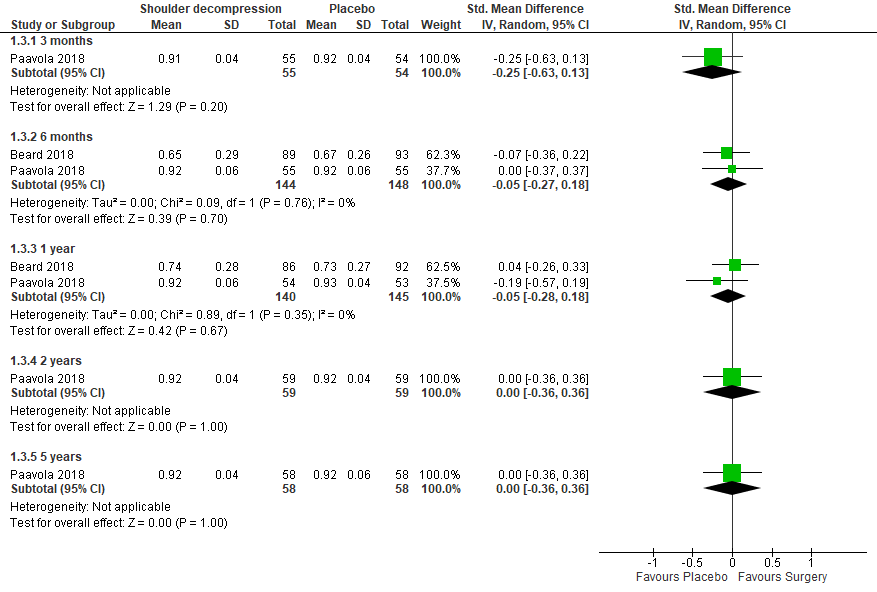 Shoulder decompression Placebo Std. Mean Difference Std. Mean Difference
Study or Subgroup Mean SD Total Mean SD Total Weight IV, Random, 95% CI IV, Random, 95% CI
1.3.1 3 months
Paavola 2018 0.91 0.04 55 0.92 0.04 54 100.0% -0.25 [-0.63, 0.13]
Subtotal (95% CI) 55 54 100.0% -0.25 [-0.63, 0.13]
Heterogeneity: Not applicable
Test for overall effect: Z = 1.29 (P = 0.20)
1.3.2 6 months
Beard 2018 0.65 0.29 89 0.67 0.26 93 62.3% -0.07 [-0.36, 0.22]
Paavola 2018 0.92 0.06 55 0.92 0.06 55 37.7% 0.00 [-0.37, 0.37]
Subtotal (95% CI) 144 148 100.0% -0.05 [-0.27, 0.18]
Heterogeneity: Tau² = 0.00; Chi² = 0.09, df = 1 (P = 0.76); I² = 0%
Test for overall effect: Z = 0.39 (P = 0.70)
1.3.3 1 year
Beard 2018 0.74 0.28 86 0.73 0.27 92 62.5% 0.04 [-0.26, 0.33]
Paavola 2018 0.92 0.06 54 0.93 0.04 53 37.5% -0.19 [-0.57, 0.19]
Subtotal (95% CI) 140 145 100.0% -0.05 [-0.28, 0.18]
Heterogeneity: Tau² = 0.00; Chi² = 0.89, df = 1 (P = 0.35); I² = 0%
Test for overall effect: Z = 0.42 (P = 0.67)
1.3.4 2 years
Paavola 2018 0.92 0.04 59 0.92 0.04 59 100.0% 0.00 [-0.36, 0.36]
Subtotal (95% CI) 59 59 100.0% 0.00 [-0.36, 0.36]
Heterogeneity: Not applicable
Test for overall effect: Z = 0.00 (P = 1.00)
1.3.5 5 years
Paavola 2018 0.92 0.04 58 0.92 0.06 58 100.0% 0.00 [-0.36, 0.36]
Subtotal (95% CI) 58 58 100.0% 0.00 [-0.36, 0.36]
Heterogeneity: Not applicable
Test for overall effect: Z = 0.00 (P = 1.00)
-1 -0.5 0 0.5 1
Favours Placebo Favours Surgery